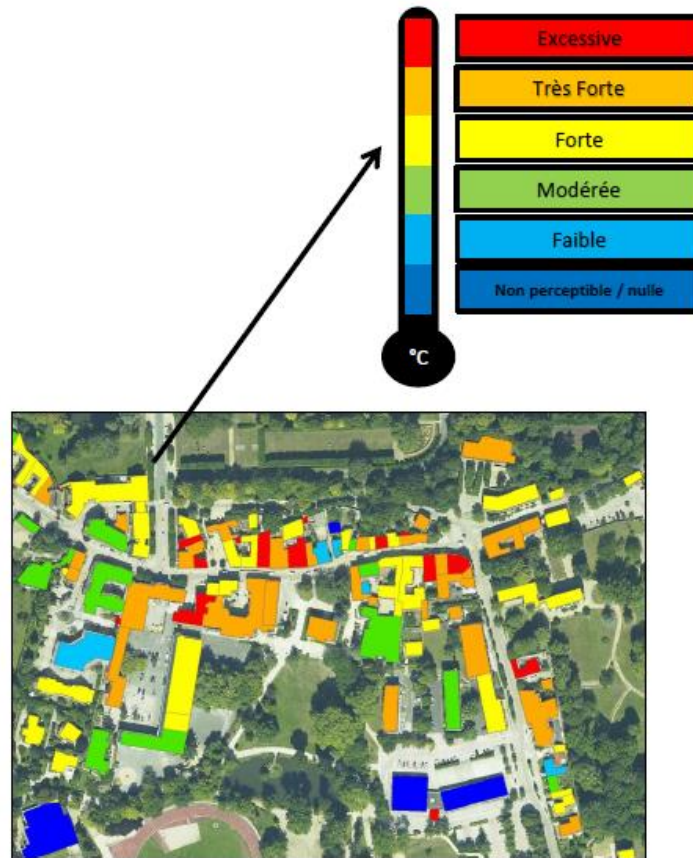 Excessive
Très Forte
Forte
Modérée
Faible
Non perceptible / nulle
°C